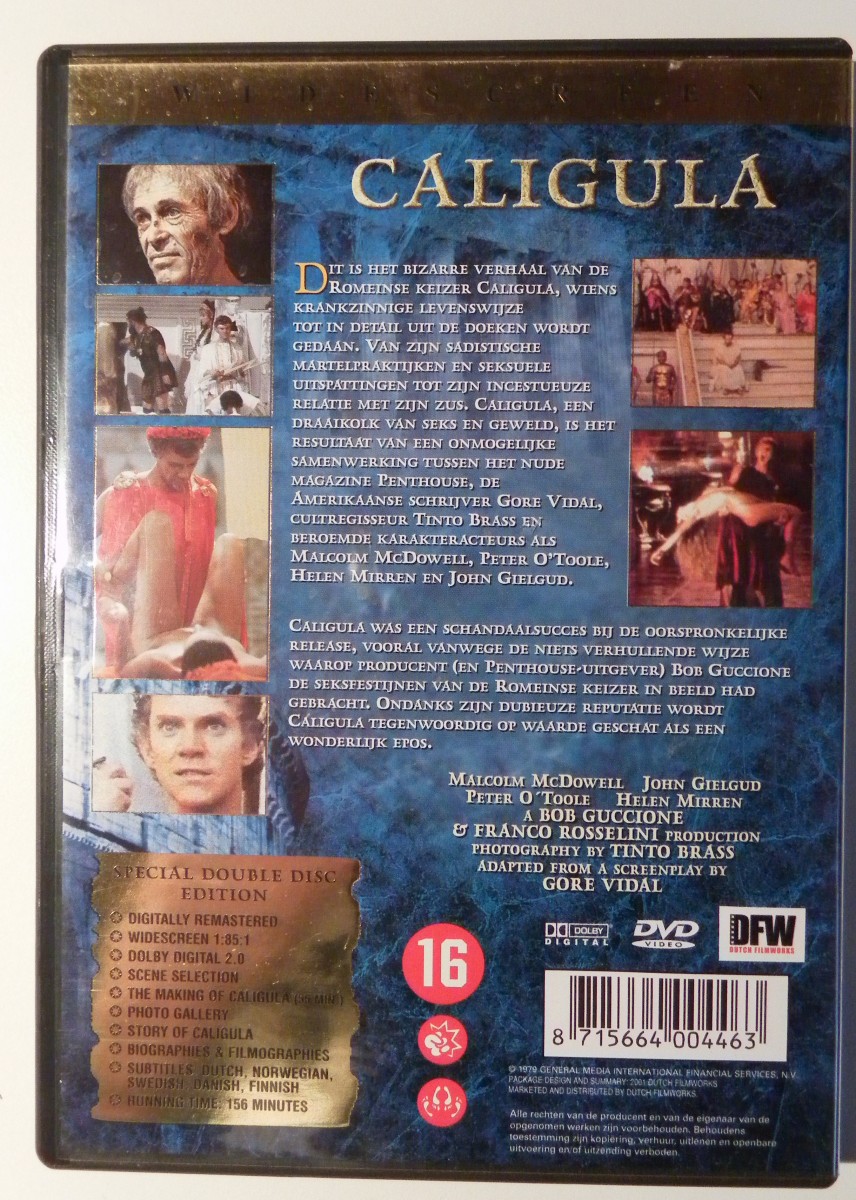 WIDESCREEN
CALIGULA
DIT IS HET BIZARRE VERHAAL VAN DE
ROMEINSE KEIZER CALIGULA, WIENS
KRANKZINNIGE LEVENSWIJZE
TOT IN DETAIL UIT DE DOEKEN WORDT
GEDAAN. VAN ZIJN SADISTISCHE
MARTELPRAKTIJKEN EN SEKSUELE
UITSPATTINGEN TOT ZIJN INCESTUEUZE
RELATIE MET ZIJN ZUS. CALIGULA, EEN
DRAAIKOLK VAN SEKS EN GEWELD, IS HET
RESULTAAT VAN EEN ONMOGELIJKE
SAMENWERKING TUSSEN HET NUDE
MAGAZINE PENTHOUSE, DE
AMERIKAANSE SCHRIJVER GORE VIDAL,
CULTREGISSEUR TINTO BRASS EN
BEROEMDE KARAKTERACTEURS ALS
MALCOLM MCDOWELL, PETER O'TOOLE,
HELEN MIRREN EN JOHN GIELGUD.
CALIGULA WAS EEN SCHANDAALSUCCES BIJ DE OORSPRONKELIJKE
RELEASE, VOORAL VANWEGE DE NIETS VERHULLENDE WIJZE
WAAROP PRODUCENT (EN PENTHOUSE-UITGEVER) BOB GUCCIONE
DE SEKSFESTIJNEN VAN DE ROMEINSE KEIZER IN BEELD HAD
GEBRACHT. ONDANKS ZIJN DUBIEUZE REPUTATIE WORDT
CALIGULA TEGENWOORDIG OP WAARDE GESCHAT ALS EEN
WONDERLIJK EPOS.
MALCOLM MCDOWELL JOHN GIELGUD
PETER O´TOOLE HELEN MIRREN
A BOB GUCCIONE
& FRANCO ROSSELINI PRODUCTION
PHOTOGRAPHY BY TINTO BRASS
ADAPTED FROM A SCREENPLAY BY
GORE VIDAL
SPECIAL DOUBLE DISC
EDITION
DIGITALLY REMASTERED
WIDESCREEN 1:85:1
DOLBY DIGITAL 2.0
SCENE SELECTION
THE MAKING OF CALIGULA
PHOTO GALLERY
STORY OF CALIGULA
BIOGRAPHIES & FILMOGRAPHIES
SUBTITLES: DUTCH, NORWEGIAN,
SWEDISH, DANISH, FINNISH
RUNNING TIME: 156 MINUTES
16
DOLBY
DIGITAL
DVD
VIDEO
DFW
DUTCH FILMWORKS
8 715664 004463
© 1979 GENERAL MEDIA INTERNATIONAL FINANCIAL SERVICES, N.V.
PACKAGE DESIGN AND SUMMARY: 2001 DUTCH FILMWORKS
MARKETED AND DISTRIBUTED BY DUTCH FILMWORKS.
Alle rechten van de producent en van de eigenaar van de
opgenomen werken zijn voorbehouden. Behoudens
toestemming zijn kopiëring, verhuur, uitlenen en openbare
uitvoering en/of uitzending verboden.